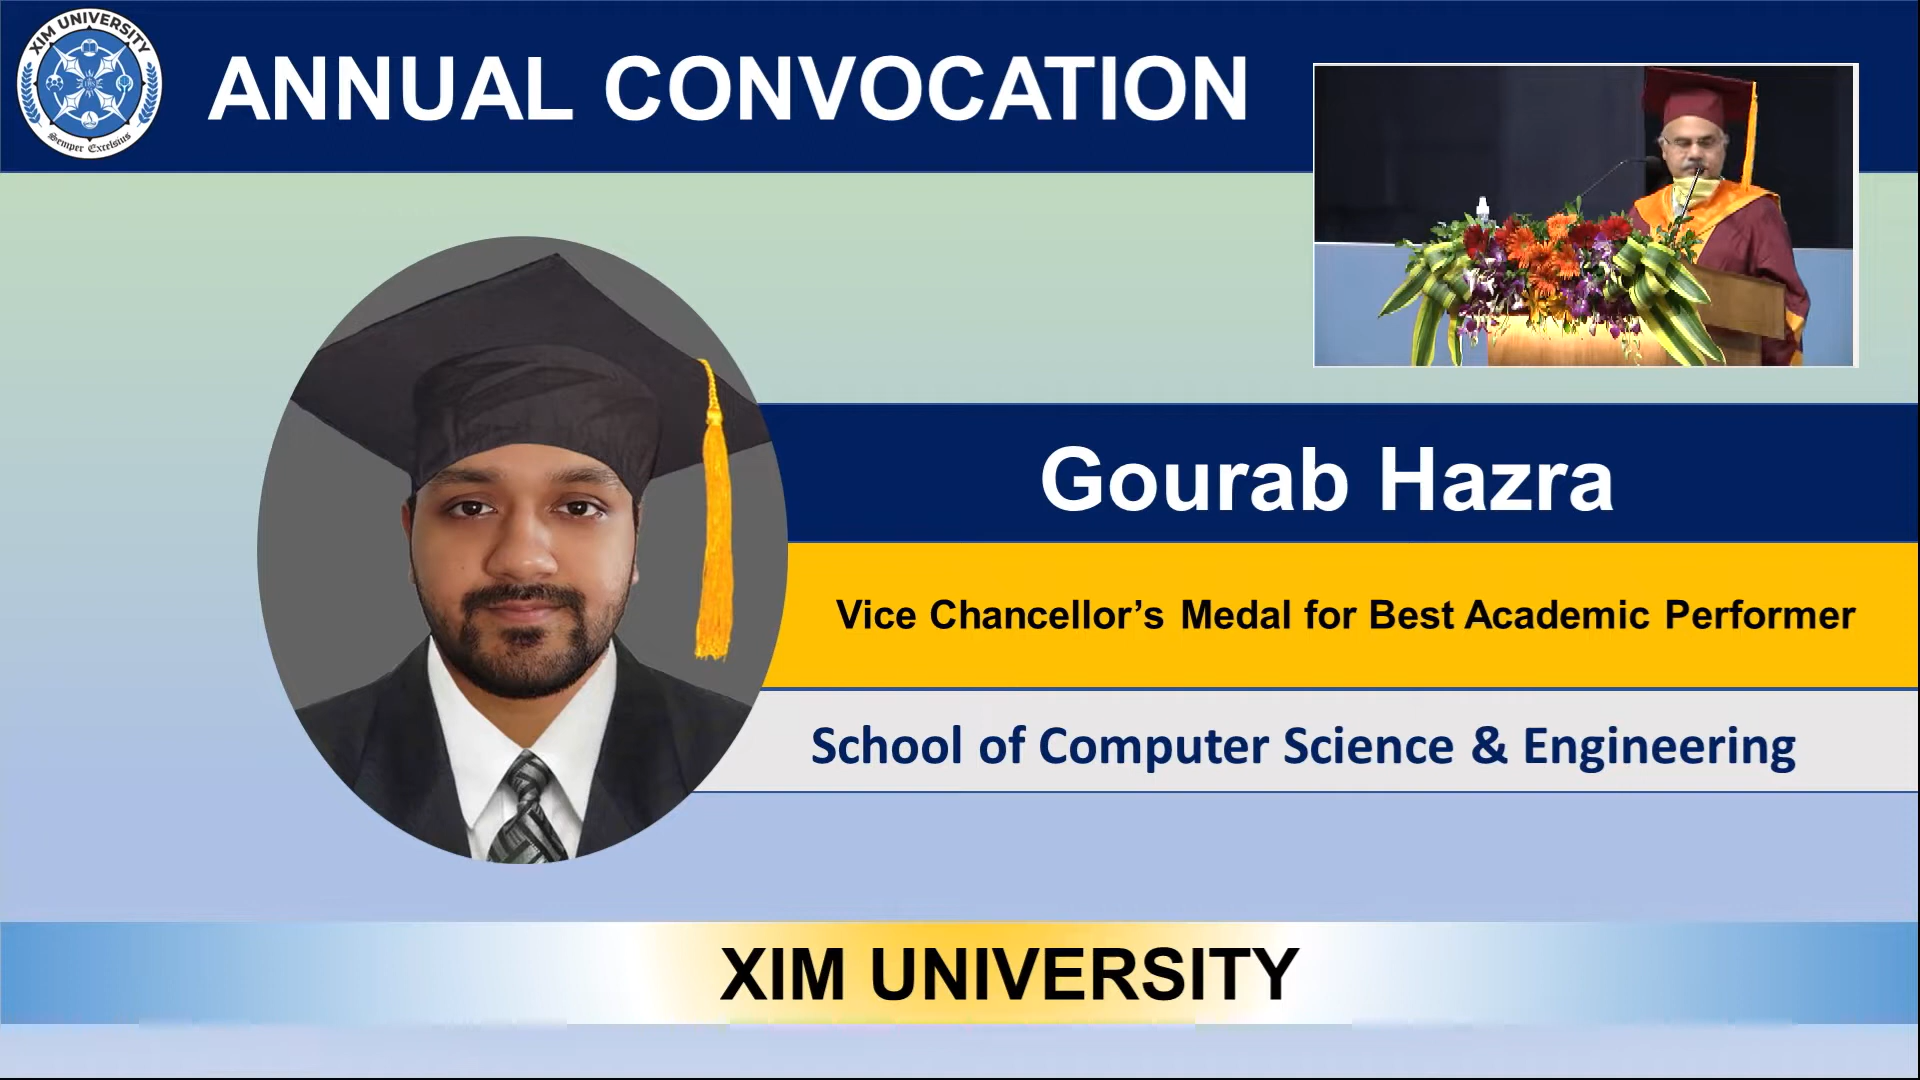 XIM UNIVERSITY
Semper Excelsius
ANNUAL CONVOCATION
Gourab Hazra
Vice Chancellor’s Medal for Best Academic Performer
School of Computer Science & Engineering
XIM UNIVERSITY